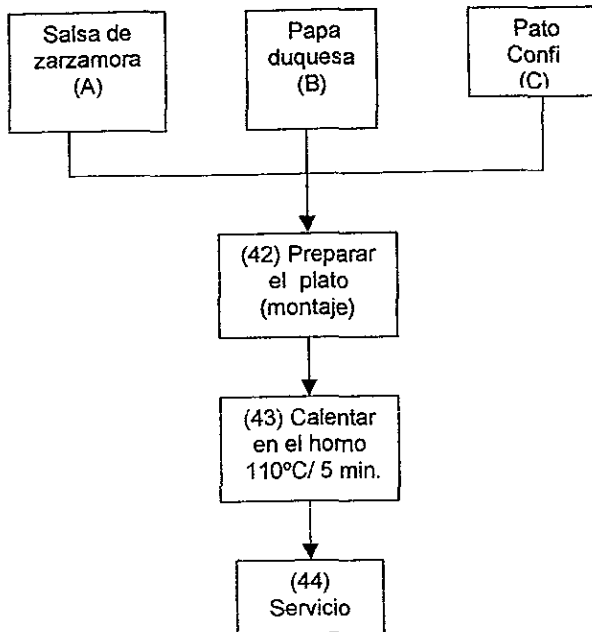 Salsa de
zarzamora
(A)
Papa
duquesa
(B)
Pato
Confi
(C)
(42) Preparar
el plato
(montaje)
(43) Calentar
en el horno
110ºC/ 5 min.
(44)
Servicio